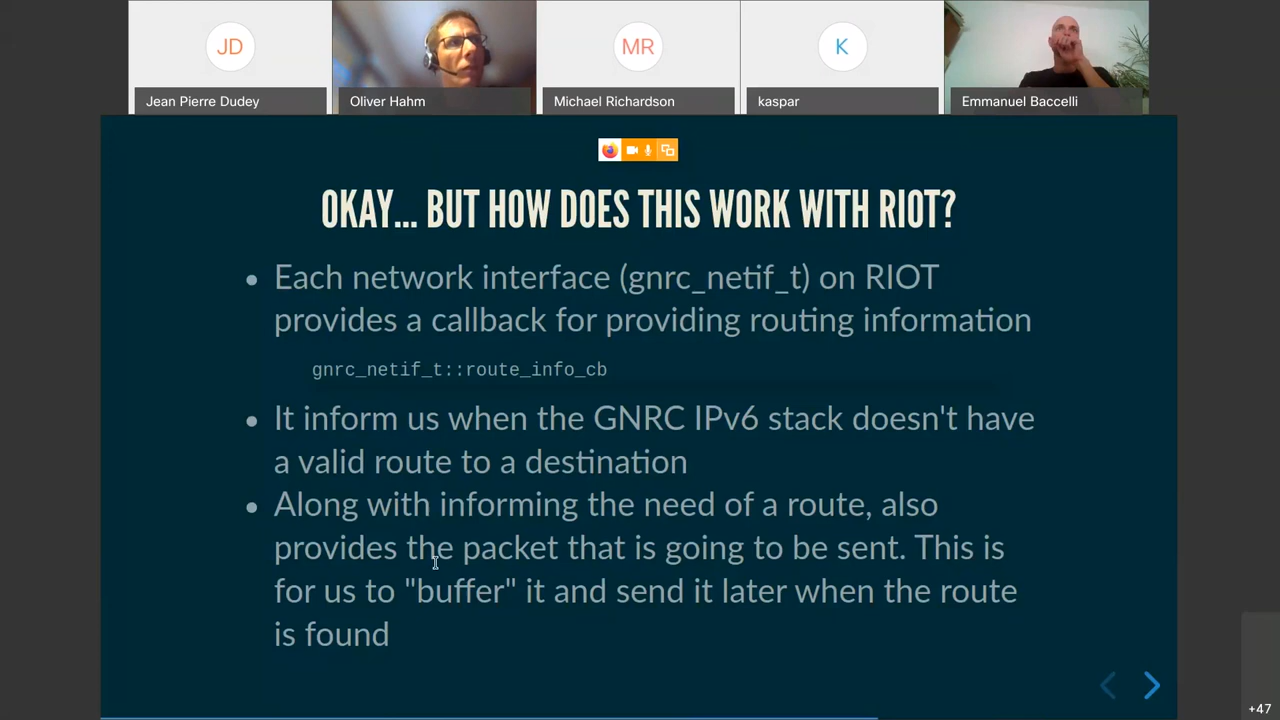 JD
MR
K
Jean Pierre Dudey
Oliver Hahm
Michael Richardson
kaspar
Emmanuel Baccelli
OKAY... BUT HOW DOES THIS WORK WITH RIOT?
• Each network interface (gnrc_netif_t) on RIOT
provides a callback for providing routing information
gnrc_netif_t::route_info_cb
• It inform us when the GNRC IPv6 stack doesn't have
a valid route to a destination
• Along with informing the need of a route, also
provides the packet that is going to be sent. This is
for us to "buffer" it and send it later when the route
is found
+47